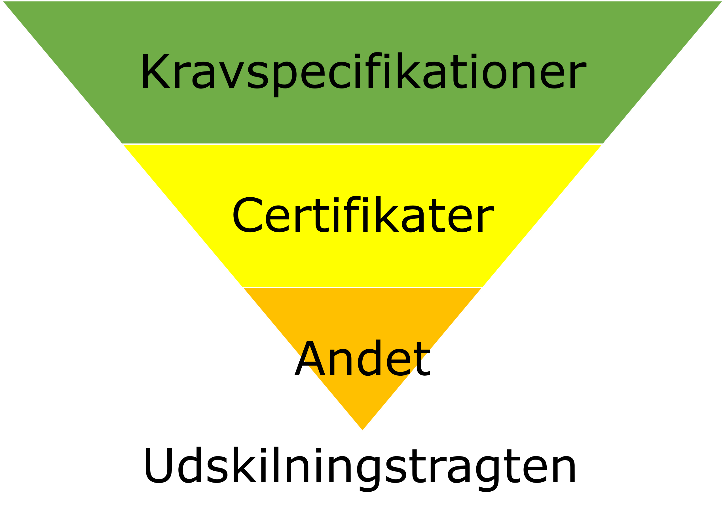 Kravspecifikationer
Certifikater
Andet
Udskilningstragten